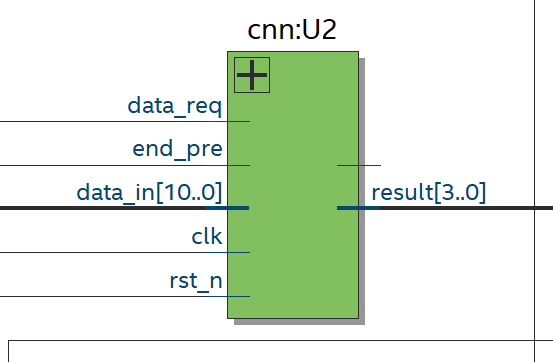 cnn:U2
data_req
end_pre
data_in[10..0]
result[3..0]
clk
rst_n